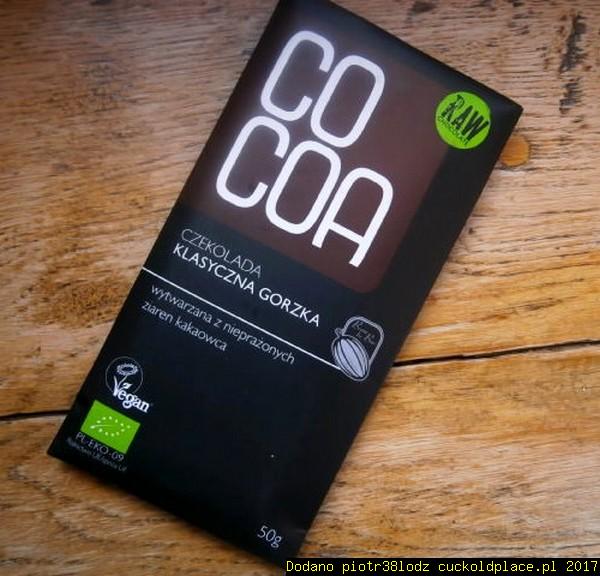 CO
COA
RAW
CHOCOLATE
CZEKOLADA
KLASYCZNA GORZKA
wytwarzana z nieprażonych
ziaren kakaowca
Vegan
PL-EKO-09
50g
Dodano piotr38lodz cuckoldplace.pl 2017